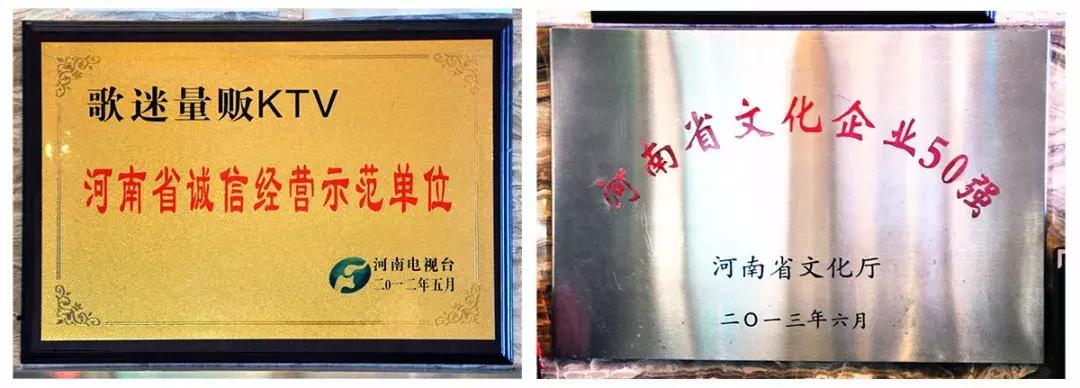 歌迷量贩KTV
河南省诚信经营示范单位
河南电视台
二0一二年五月
河南省文化企业50强
河南省文化厅
二〇一三年六月